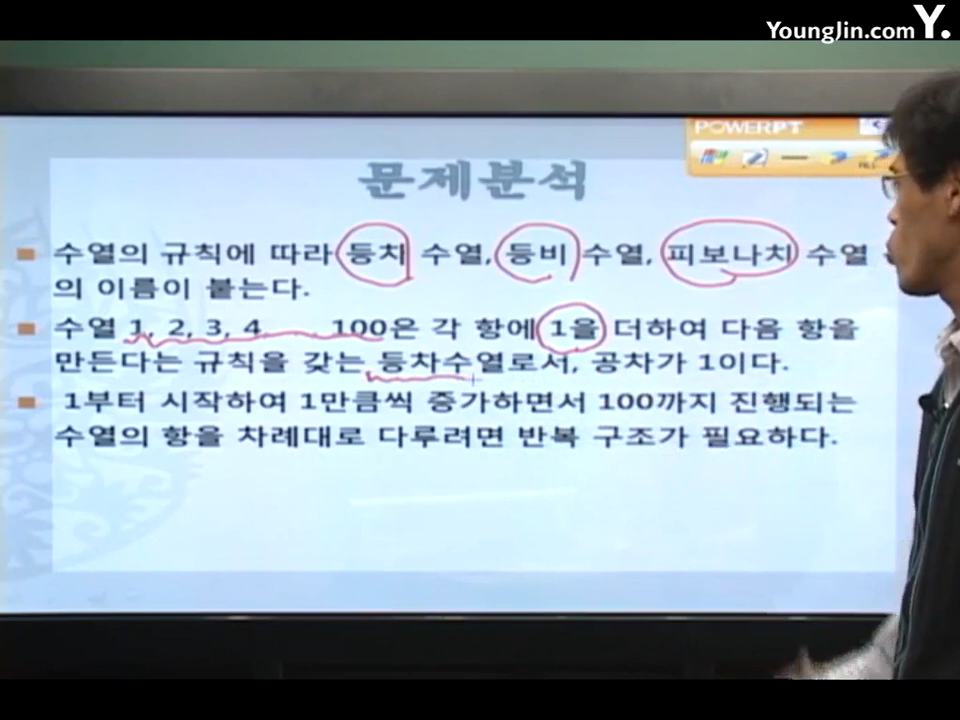 YoungJin.com Y.
POWERPT
문제분석
수열의 규칙에 따라 등차 수열, 등비 수열, 피보나치 수열
의 이름이 붙는다.
수열 1, 2, 3, 4 ..... 100은 각 항에 1을 더하여 다음 항을
만든다는 규칙을 갖는 등차수열로서, 공차가 1이다.
1부터 시작하여 1만큼씩 증가하면서 100까지 진행되는
수열의 항을 차례대로 다루려면 반복 구조가 필요하다.